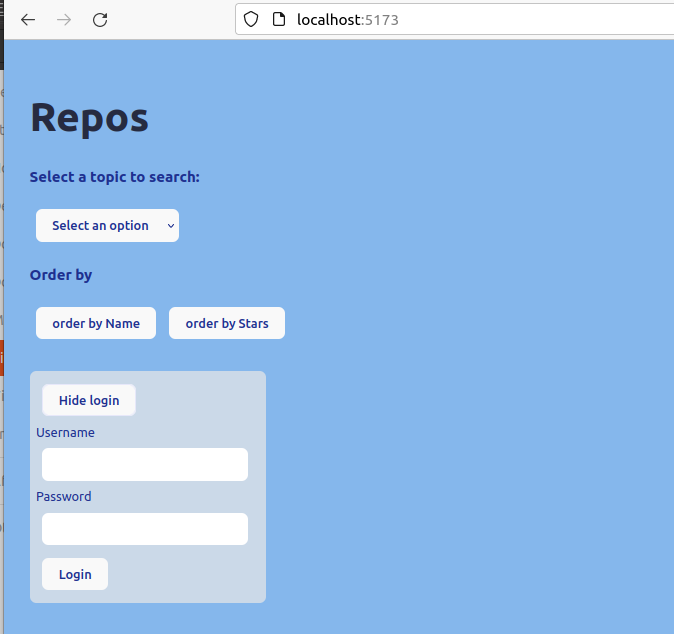 localhost:5173
Repos
Select a topic to search:
Select an option
Order by
order by Name order by Stars
Hide login
Username
Password
Login